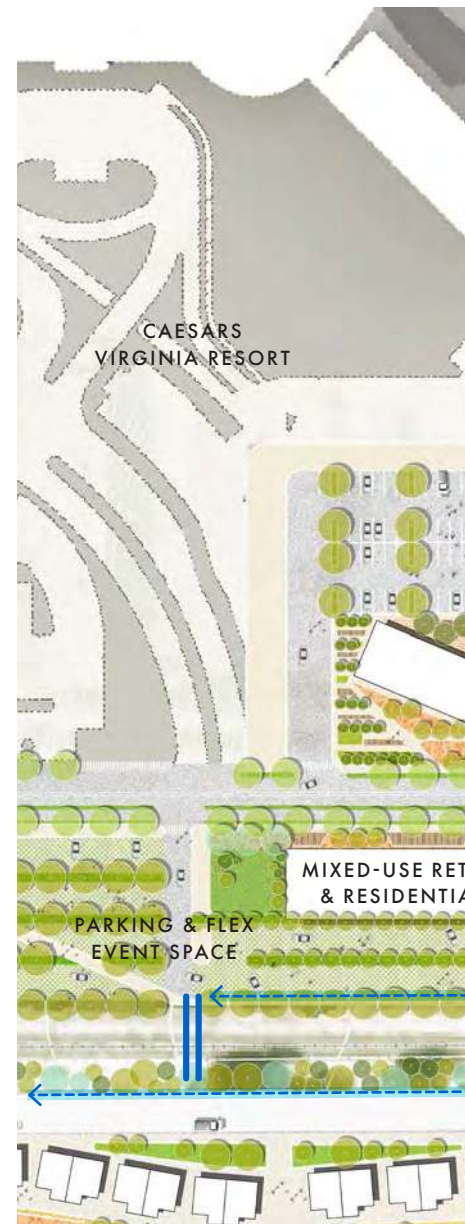 CAESARS
VIRGINIA RESORT
MIXED-USE RET
& RESIDENTIA
PARKING & FLEX
EVENT SPACE